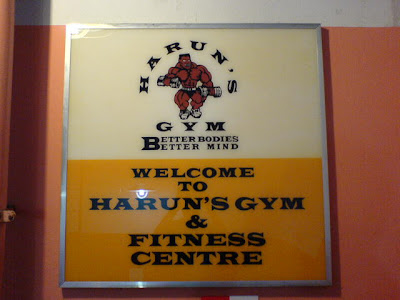 HARUN'S
GYM
BETTER BODIES
BETTER MIND
WELCOME
TO
HARUN'S GYM
&
FITNESS
CENTRE